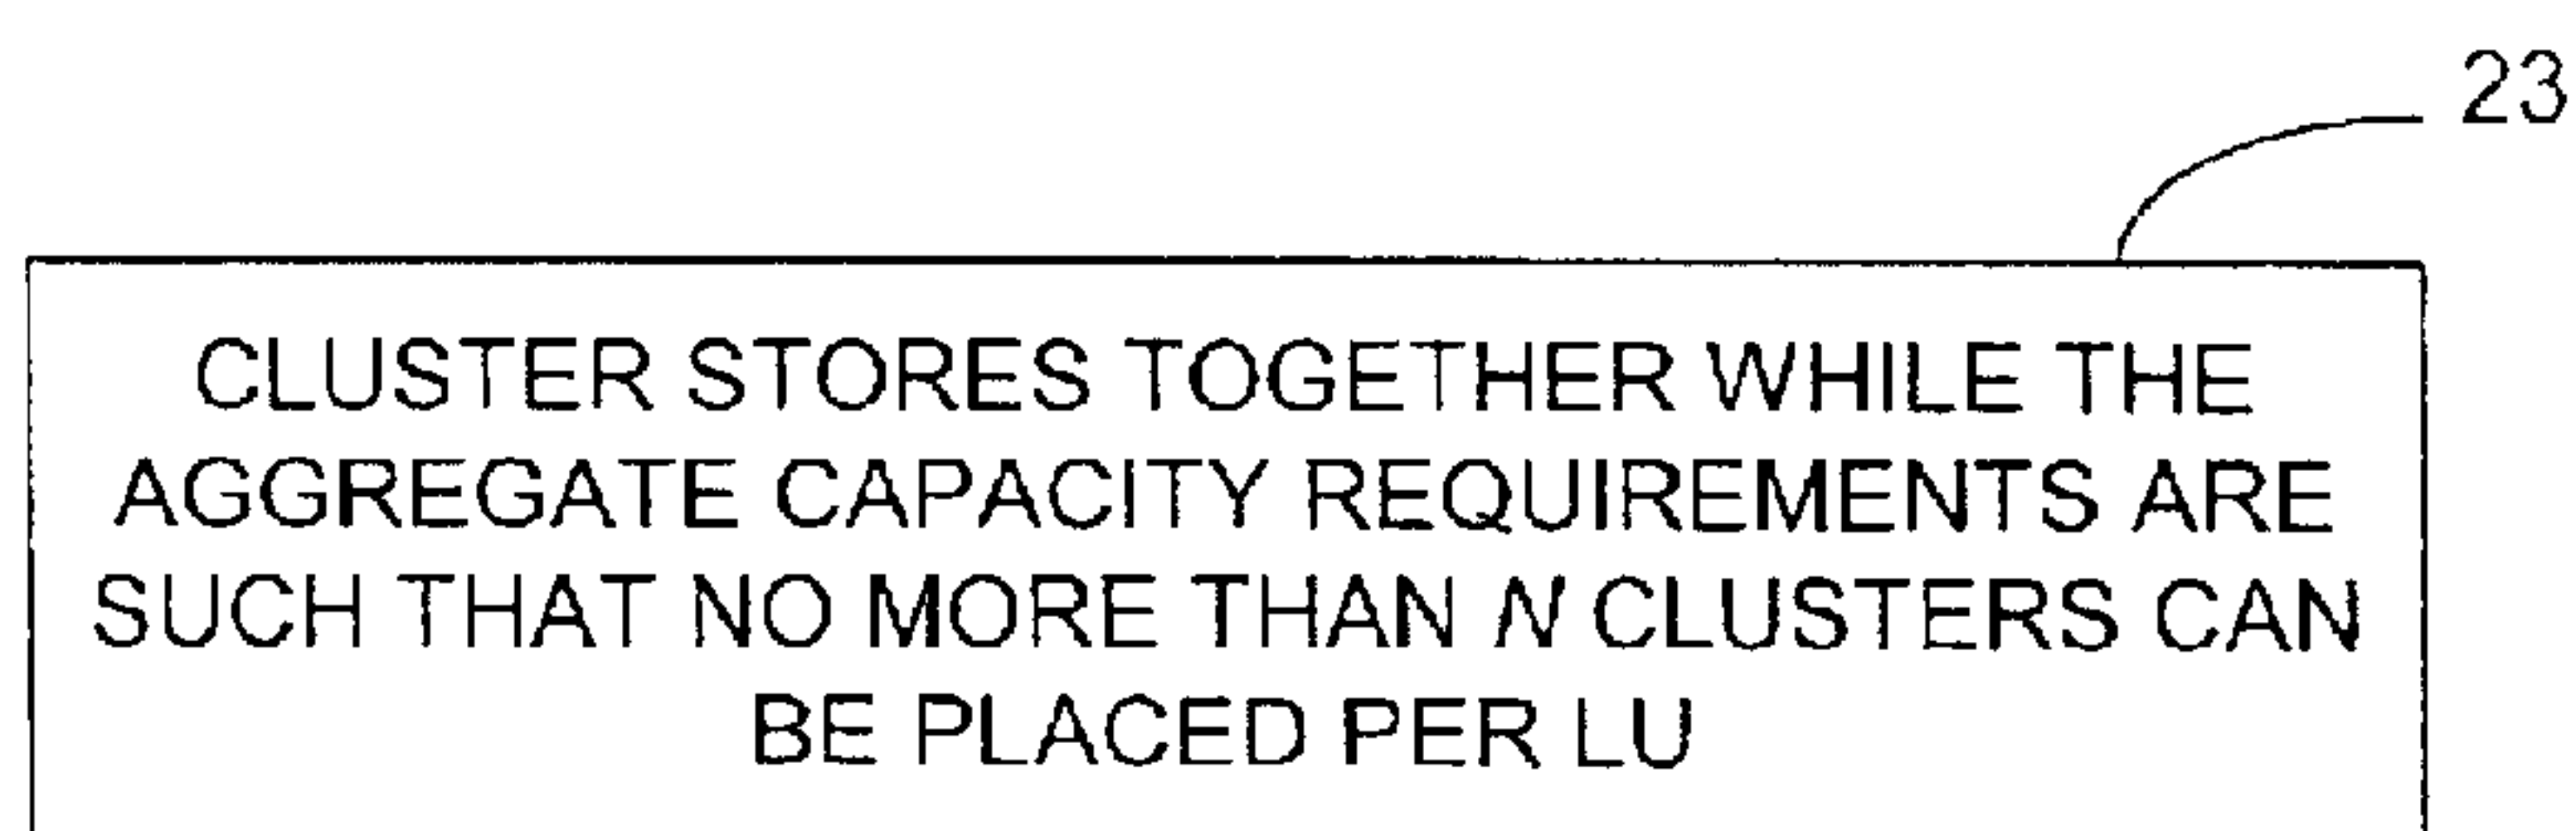 23
CLUSTER STORES TOGETHER WHILE THE
AGGREGATE CAPACITY REQUIREMENTS ARE
SUCH THAT NO MORE THAN N CLUSTERS CAN
BE PLACED PER LU